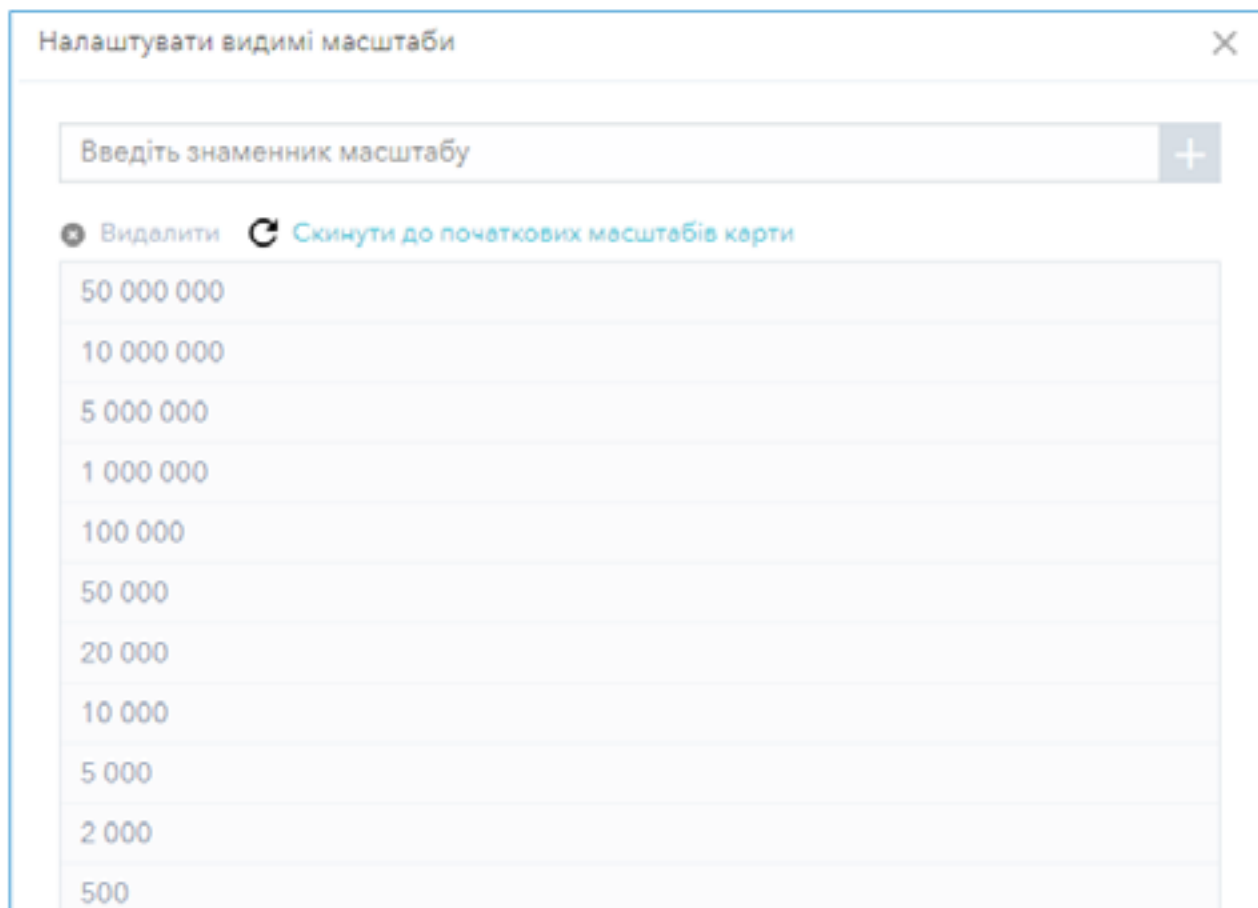 Налаштувати видимі масштаби
Введіть знаменник масштабу
Видалити Скинути до початкових масштабів карти
50 000 000
10 000 000
5 000 000
1 000 000
100 000
50 000
20 000
10 000
5 000
2 000
500